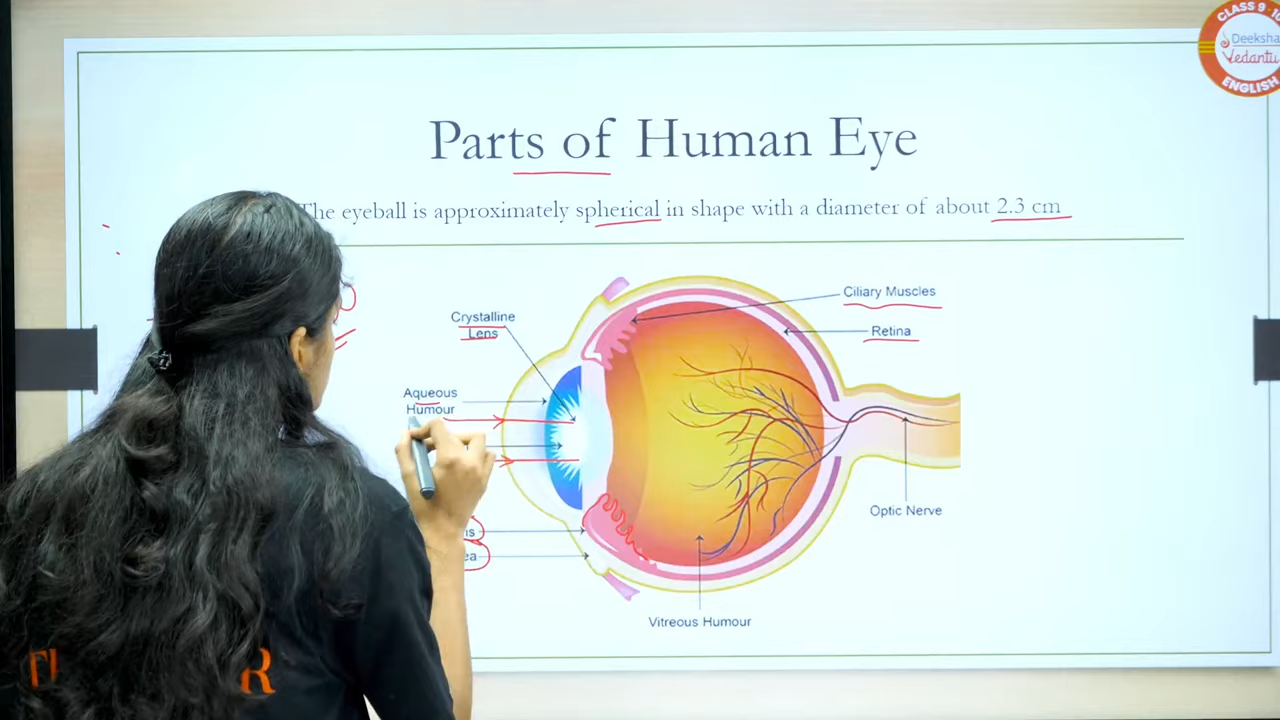 CLASS 9-10
Deeksha
Vedantu
ENGLISH
Parts of Human Eye
The eyeball is approximately spherical in shape with a diameter of about 2.3 cm
Ciliary Muscles
Crystalline
Lens
Retina
Aqueous
Humour
Optic Nerve
Vitreous Humour